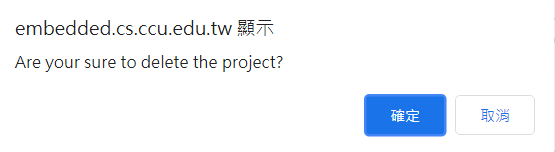 embedded.cs.ccu.edu.tw 顯示
Are your sure to delete the project?
確定
取消